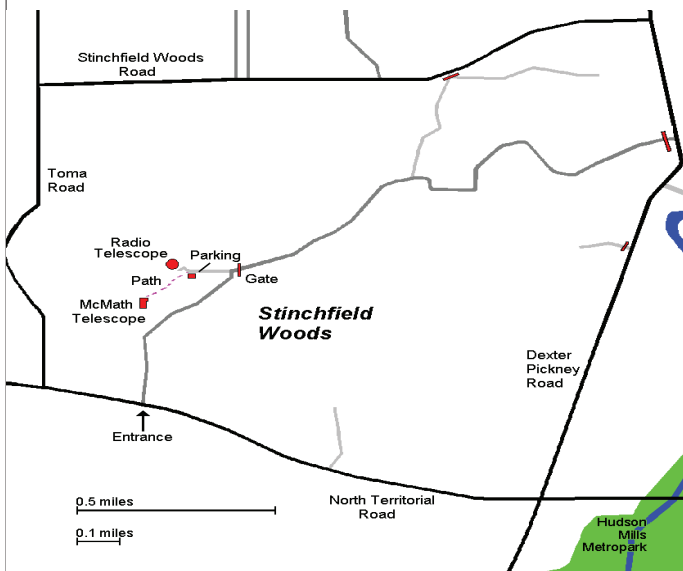 Stinchfield Woods
Road
Toma
Road
Radio
Telescope
Parking
Path
Gate
McMath
Telescope
Stinchfield
Woods
Dexter
Pickney
Road
Entrance
0.5 miles
0.1 miles
North Territorial
Road
Hudson
Mills
Metropark